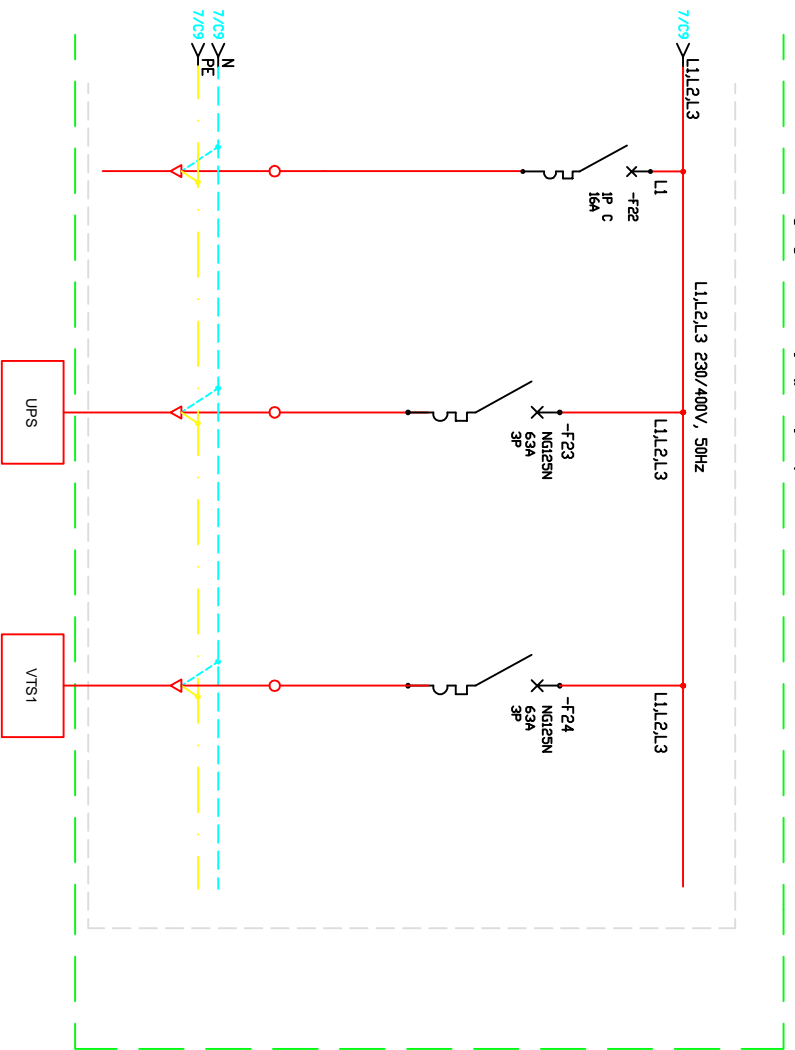 7/C9
L1,L2,L3
L1,L2,L3 230/400V, 50Hz
L1
-F22
1P C
16A
L1,L2,L3
-F23
NG125N
63A
3P
L1,L2,L3
-F24
NG125N
63A
3P
7/C9
N
7/C9
PE
UPS
VTS1